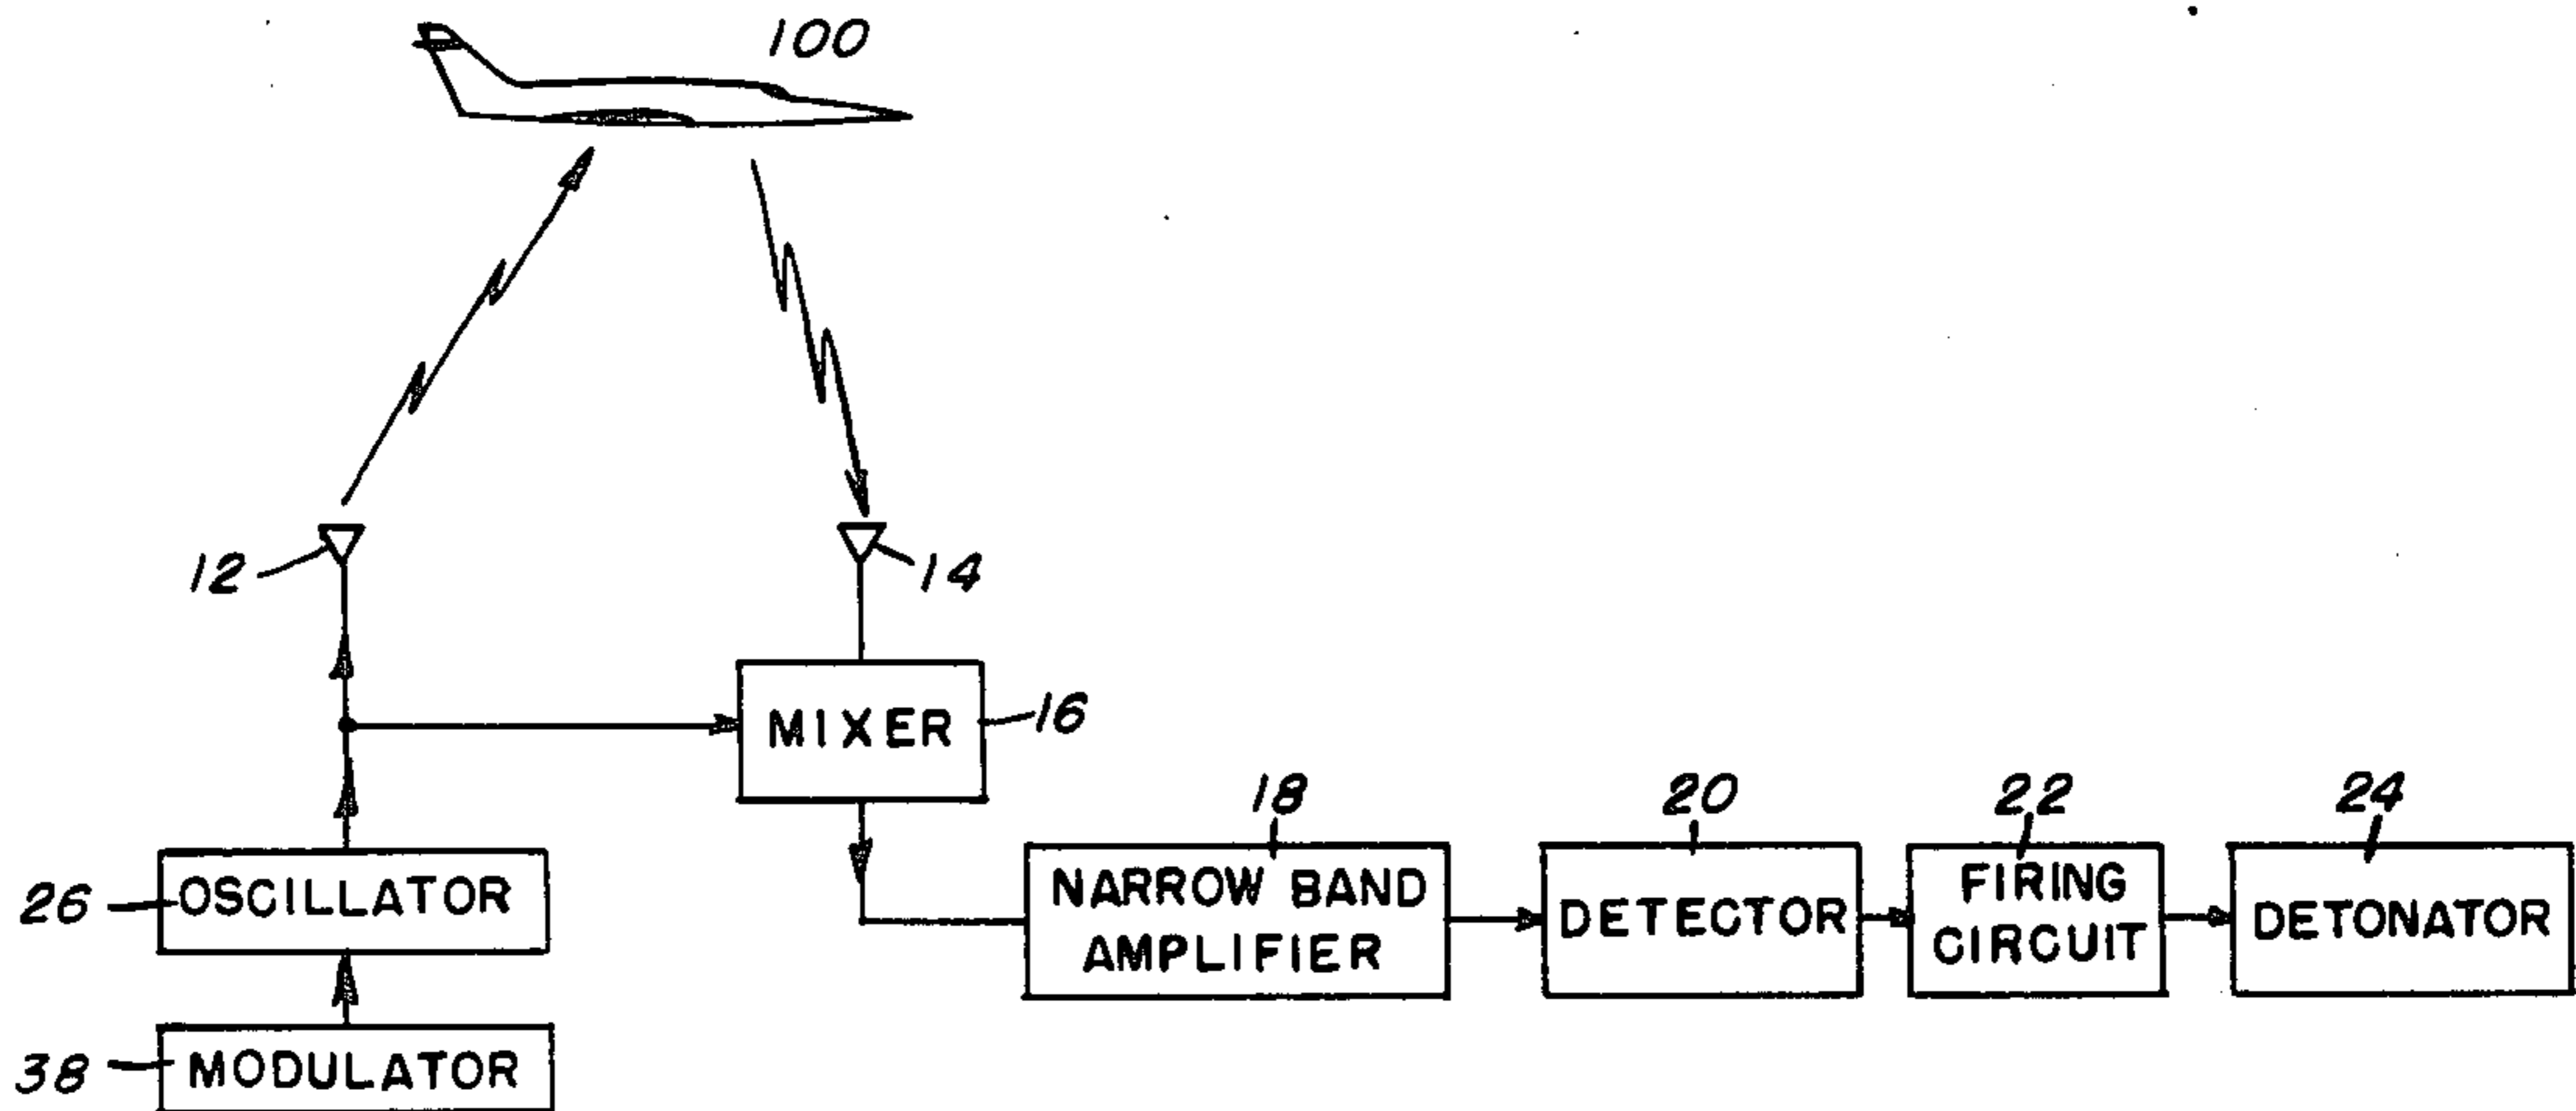 100
12
14
MIXER
16
18
20
22
24
26
OSCILLATOR
NARROW BAND
AMPLIFIER
DETECTOR
FIRING
CIRCUIT
DETONATOR
38
MODULATOR